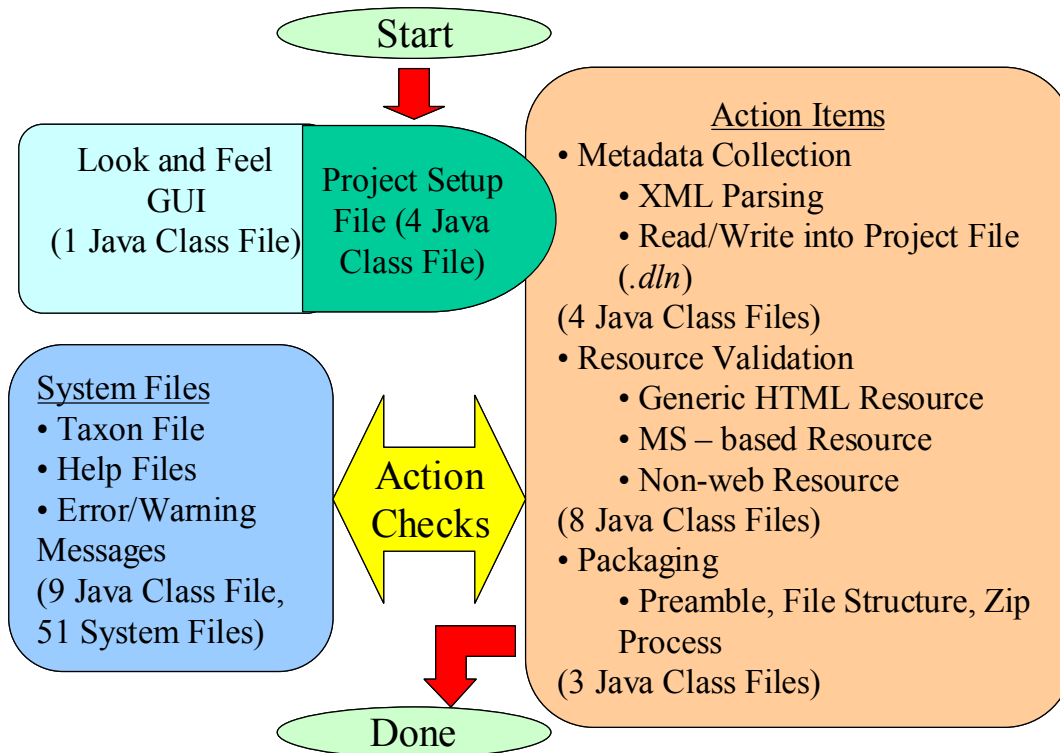 Start
Look and Feel
GUI
(1 Java Class File)
Project Setup
File (4 Java
Class File)
Action Items
• Metadata Collection
• XML Parsing
• Read/Write into Project File
(.dln)
(4 Java Class Files)
• Resource Validation
• Generic HTML Resource
• MS – based Resource
• Non-web Resource
(8 Java Class Files)
• Packaging
• Preamble, File Structure, Zip
Process
(3 Java Class Files)
System Files
• Taxon File
• Help Files
• Error/Warning
Messages
(9 Java Class File,
51 System Files)
Action
Checks
Done